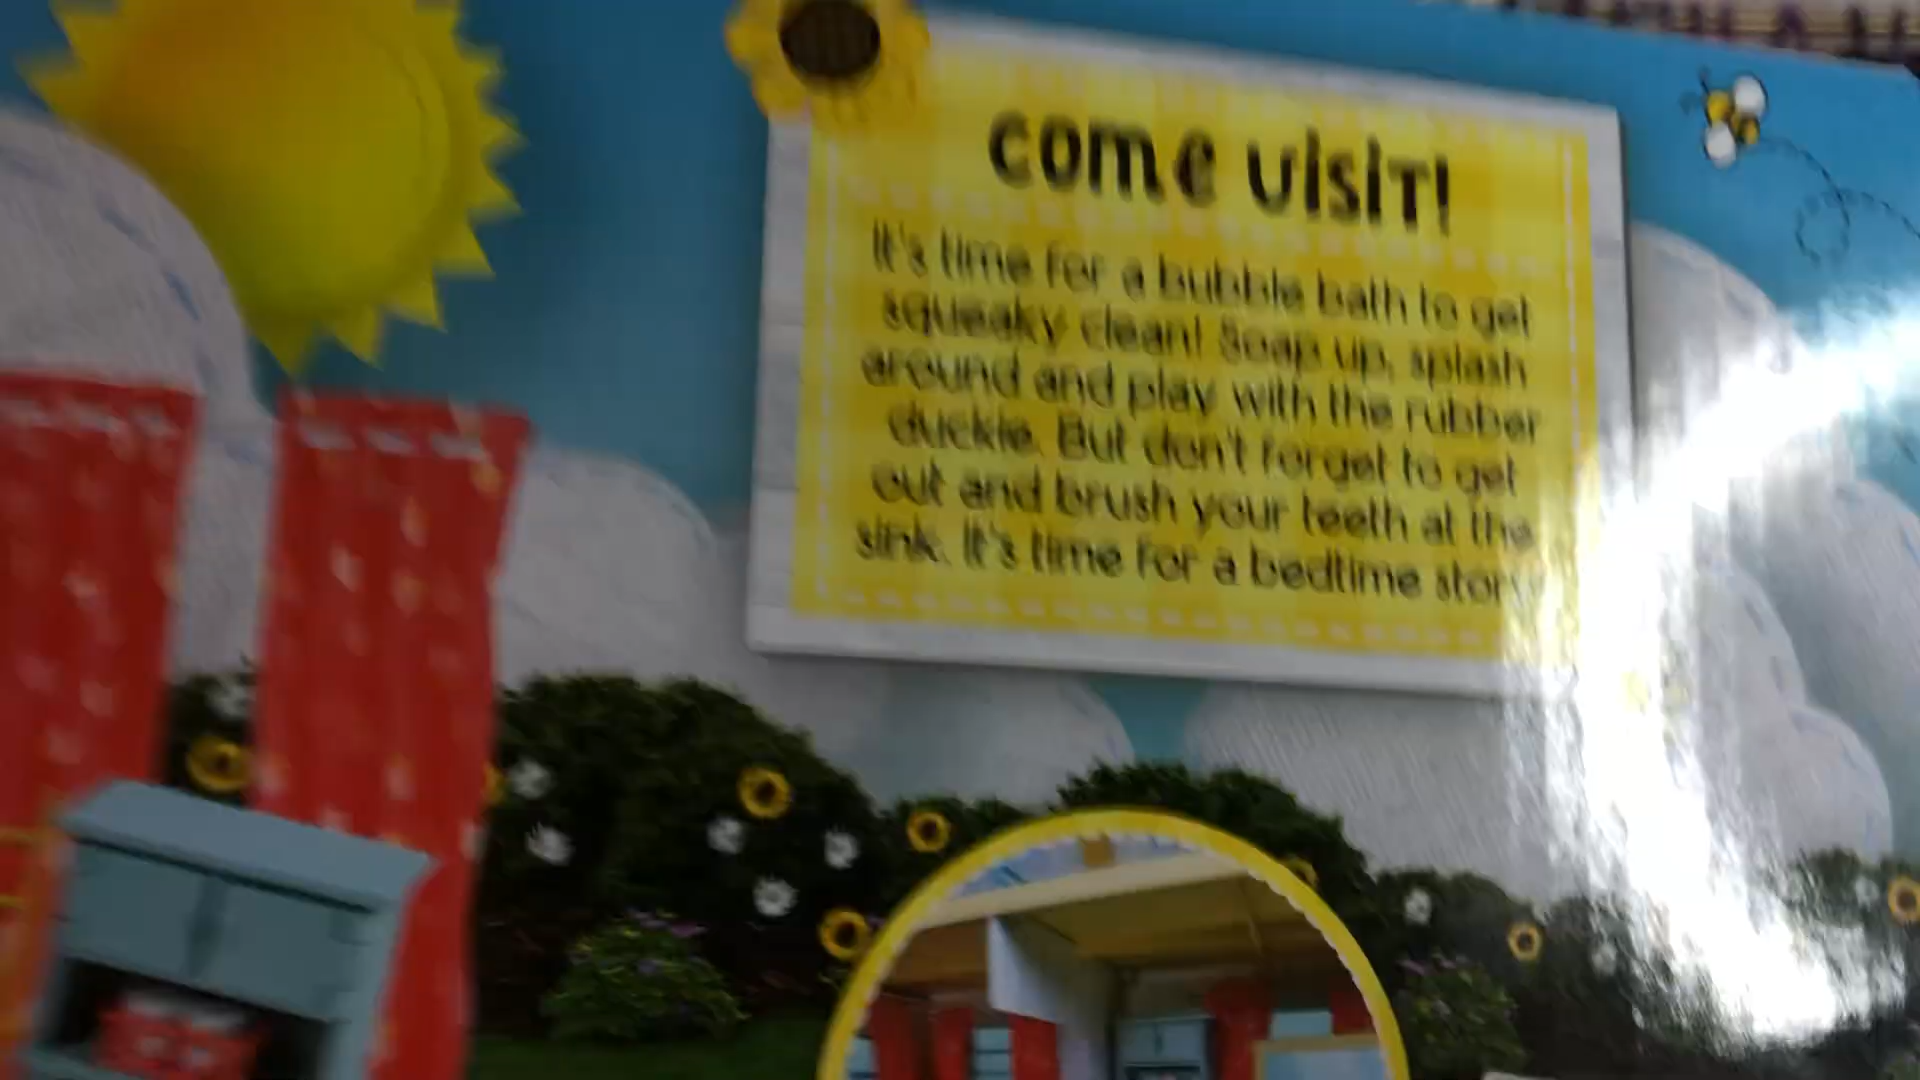 come visit!
It's time for a bubble bath to get
squeaky clean! Soap up, splash
around and play with the rubber
duckie. But don't forget to get
out and brush your teeth at the
sink. It's time for a bedtime story